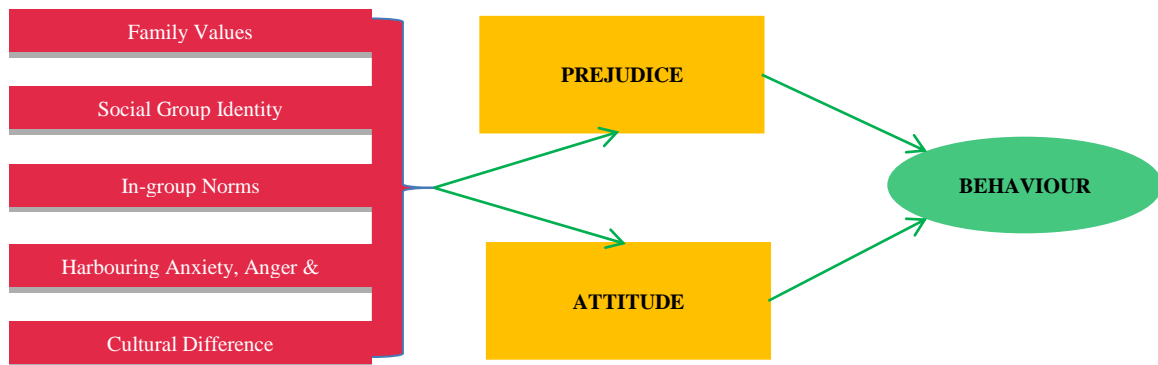 Family Values
Social Group Identity
In-group Norms
Harbouring Anxiety, Anger &
Cultural Difference
PREJUDICE
ATTITUDE
BEHAVIOUR